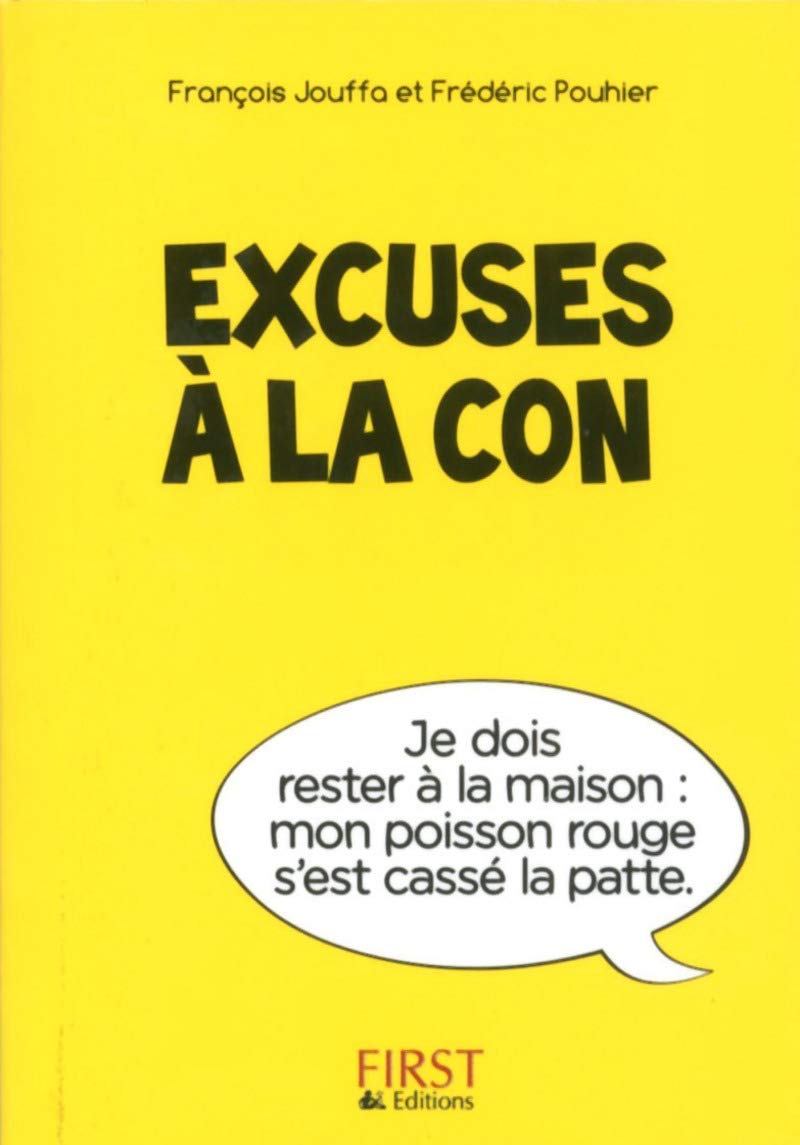 François Jouffa et Frédéric Pouhier
EXCUSES
À LA CON
Je dois
rester à la maison :
mon poisson rouge
s'est cassé la patte.
FIRST
Editions